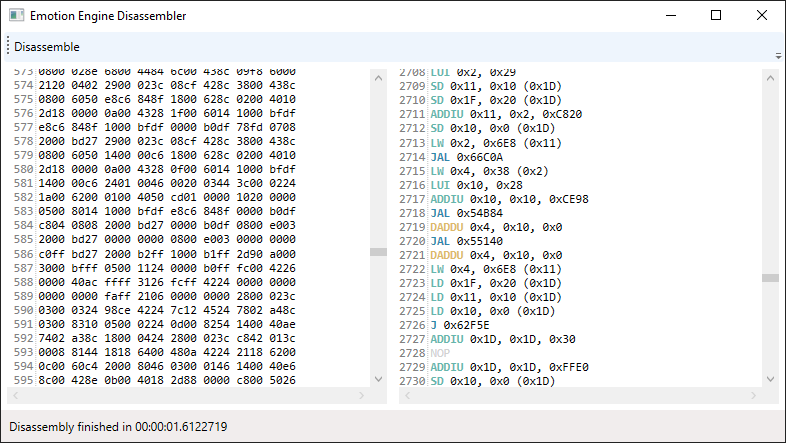 Emotion Engine Disassembler
Disassemble
573 0800 028e 6800 4484 6c00 438c 09f8 6000
574 2120 0402 2900 023c 08cf 428c 3800 438c
575 0800 6050 e8c6 848f 1800 628c 0200 4010
576 2d18 0000 0a00 4328 1f00 6014 1000 bfdf
577 e8c6 848f 1000 bfdf 0000 b0df 78fd 0708
578 2000 bd27 2900 023c 08cf 428c 3800 438c
579 0800 6050 1400 00c6 1800 628c 0200 4010
580 2d18 0000 0a00 4328 0f00 6014 1000 bfdf
581 1400 00c6 2401 0046 0020 0344 3c00 0224
582 1a00 6200 0100 4050 cd01 0000 1020 0000
583 0500 8014 1000 bfdf e8c6 848f 0000 b0df
584 c804 0808 2000 bd27 0000 b0df 0800 e003
585 2000 bd27 0000 0000 0800 e003 0000 0000
586 c0ff bd27 2000 b2ff 1000 b1ff 2d90 a000
587 3000 bfff 0500 1124 0000 b0ff fc00 4226
588 0000 40ac ffff 3126 fcff 4224 0000 0000
589 0000 0000 faff 2106 0000 0000 2800 023c
590 0300 0324 98ce 4224 7c12 4524 7802 a48c
591 0300 8310 0500 0224 0d00 8254 1400 40ae
592 7402 a38c 1800 0424 2800 023c c842 013c
593 0008 8144 1818 6400 480a 4224 2118 6200
594 0c00 60c4 2000 8046 0300 0146 1400 40e6
595 8c00 428e 0b00 4018 2d88 0000 c800 5026
2708 LUI 0x2, 0x29
2709 SD 0x11, 0x10 (0x1D)
2710 SD 0x1F, 0x20 (0x1D)
2711 ADDIU 0x11, 0x2, 0xC820
2712 SD 0x10, 0x0 (0x1D)
2713 LW 0x2, 0x6E8 (0x11)
2714 JAL 0x66C0A
2715 LW 0x4, 0x38 (0x2)
2716 LUI 0x10, 0x28
2717 ADDIU 0x10, 0x10, 0xCE98
2718 JAL 0x54B84
2719 DADDU 0x4, 0x10, 0x0
2720 JAL 0x55140
2721 DADDU 0x4, 0x10, 0x0
2722 LW 0x4, 0x6E8 (0x11)
2723 LD 0x1F, 0x20 (0x1D)
2724 LD 0x11, 0x10 (0x1D)
2725 LD 0x10, 0x0 (0x1D)
2726 J 0x62F5E
2727 ADDIU 0x1D, 0x1D, 0x30
2728 NOP
2729 ADDIU 0x1D, 0x1D, 0xFFE0
2730 SD 0x10, 0x0 (0x1D)
Disassembly finished in 00:00:01.6122719